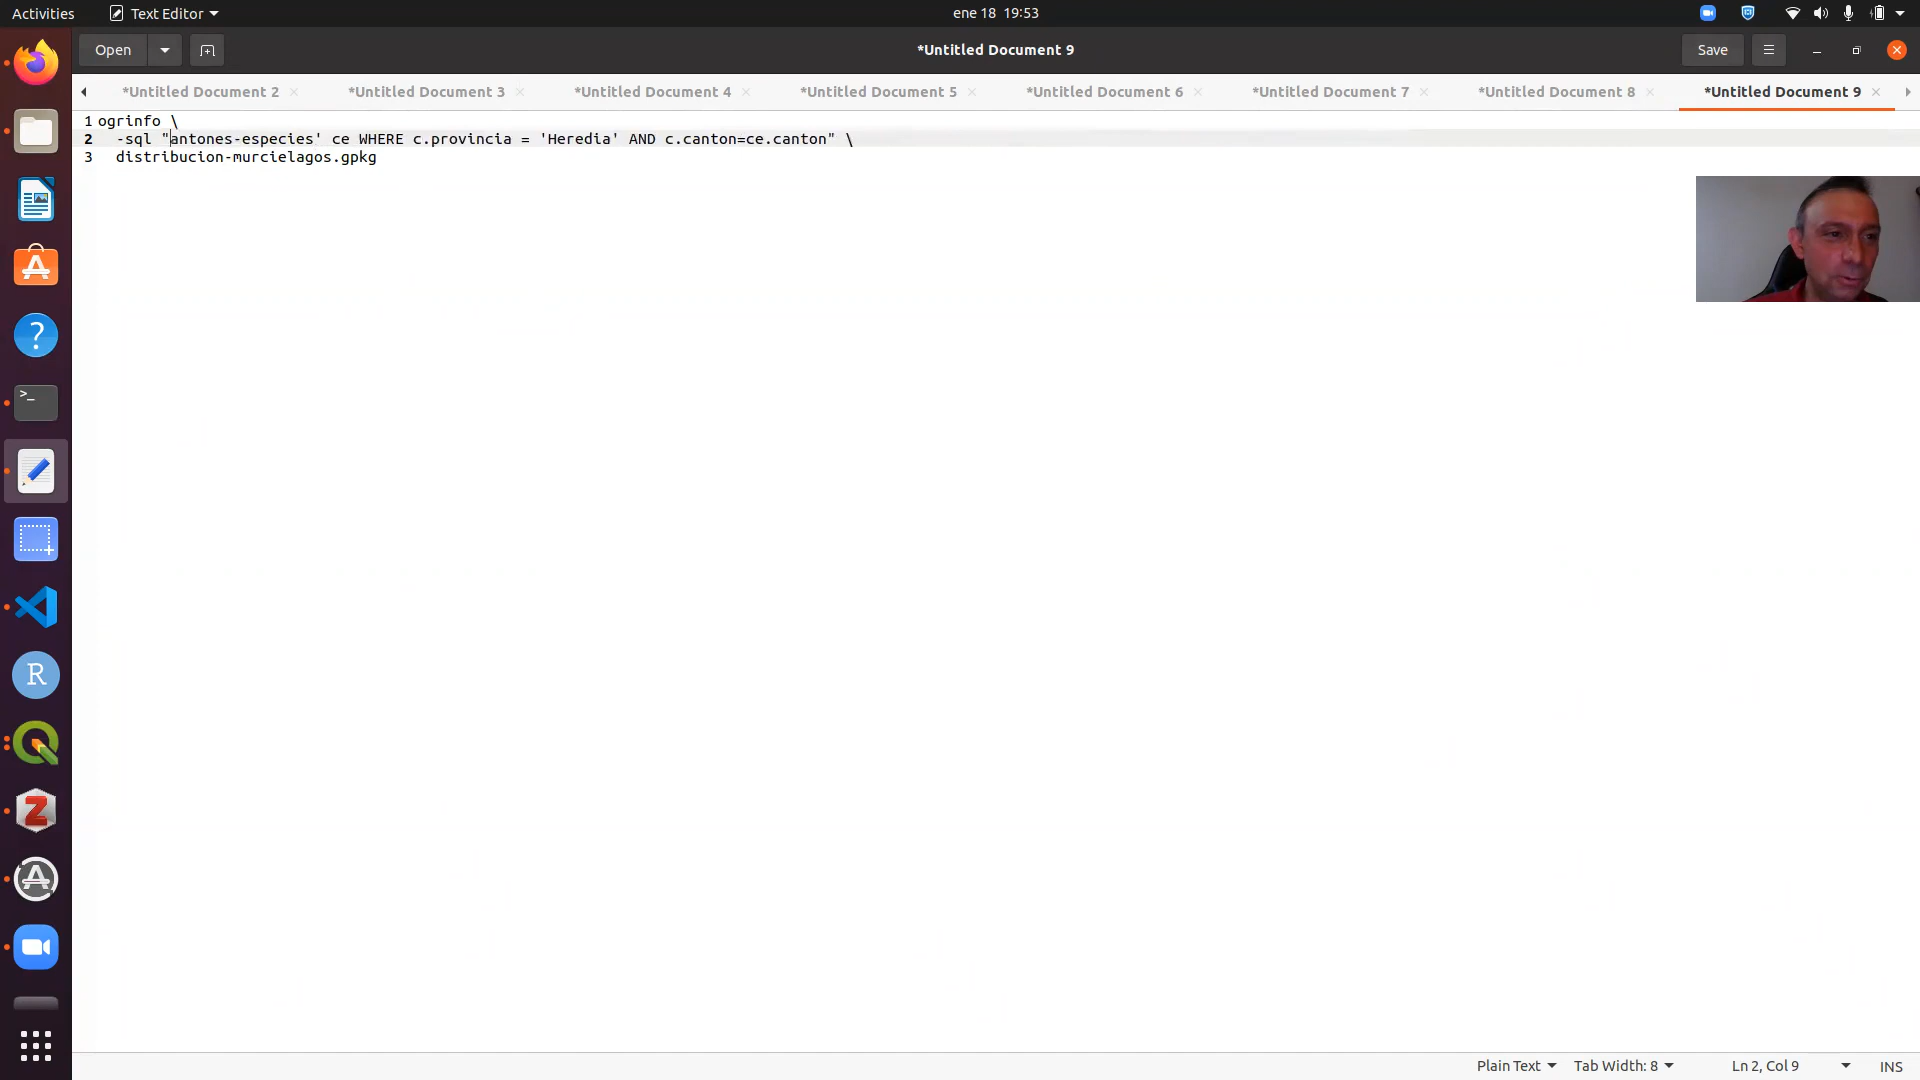 Activities Text Editor ene 18 19:53
Open *Untitled Document 9 Save
*Untitled Document 2 *Untitled Document 3 *Untitled Document 4 *Untitled Document 5 *Untitled Document 6 *Untitled Document 7 *Untitled Document 8 *Untitled Document 9
1 ogrinfo \
2 -sql "antones-especies' ce WHERE c.provincia = 'Heredia' AND c.canton=ce.canton" \
3 distribucion-murcielagos.gpkg
Plain Text Tab Width: 8 Ln 2, Col 9 INS